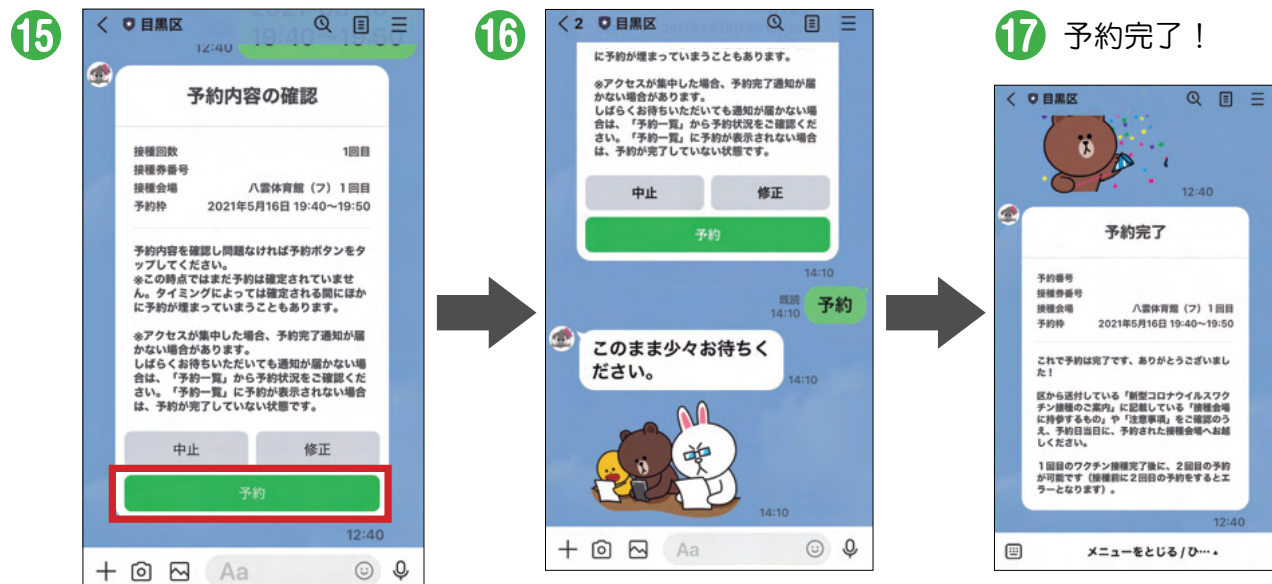 15
目黒区
19:40~19:50
12:40
予約内容の確認
接種回数 1回目
接種券番号
接種会場 八雲体育館（フ）1回目
予約枠 2021年5月16日 19:40~19:50
予約内容を確認し問題なければ予約ボタンをタ
ップしてください。
※この時点ではまだ予約は確定されていませ
ん。タイミングによっては確定される間にほか
に予約が埋まっていまうこともあります。
※アクセスが集中した場合、予約完了通知が届
かない場合があります。
しばらくお待ちいただいても通知が届かない場
合は、「予約一覧」から予約状況をご確認くだ
さい。「予約一覧」に予約が表示されない場合
は、予約が完了していない状態です。
中止 修正
予約
12:40
Aa
16
2 目黒区
に予約が埋まっていまうこともあります。
※アクセスが集中した場合、予約完了通知が届
かない場合があります。
しばらくお待ちいただいても通知が届かない場
合は、「予約一覧」から予約状況をご確認くだ
さい。「予約一覧」に予約が表示されない場合
は、予約が完了していない状態です。
中止 修正
予約
14:10
既読
14:10 予約
このまま少々お待ちく
ださい。
14:10
14:10
Aa
17 予約完了！
目黒区
12:40
予約完了
予約番号
接種券番号
接種会場 八雲体育館（フ）1回目
予約枠 2021年5月16日 19:40~19:50
これで予約は完了です、ありがとうございまし
た！
区から送付している「新型コロナウイルスワク
チン接種のご案内」に記載している「接種会場
に持参するもの」や「注意事項」をご確認のう
え、予約日当日に、予約された接種会場へお越
しください。
1回目のワクチン接種完了後に、2回目の予約
が可能です（接種前に2回目の予約をするとエ
ラーとなります）。
12:40
メニューをとじる/ひ…